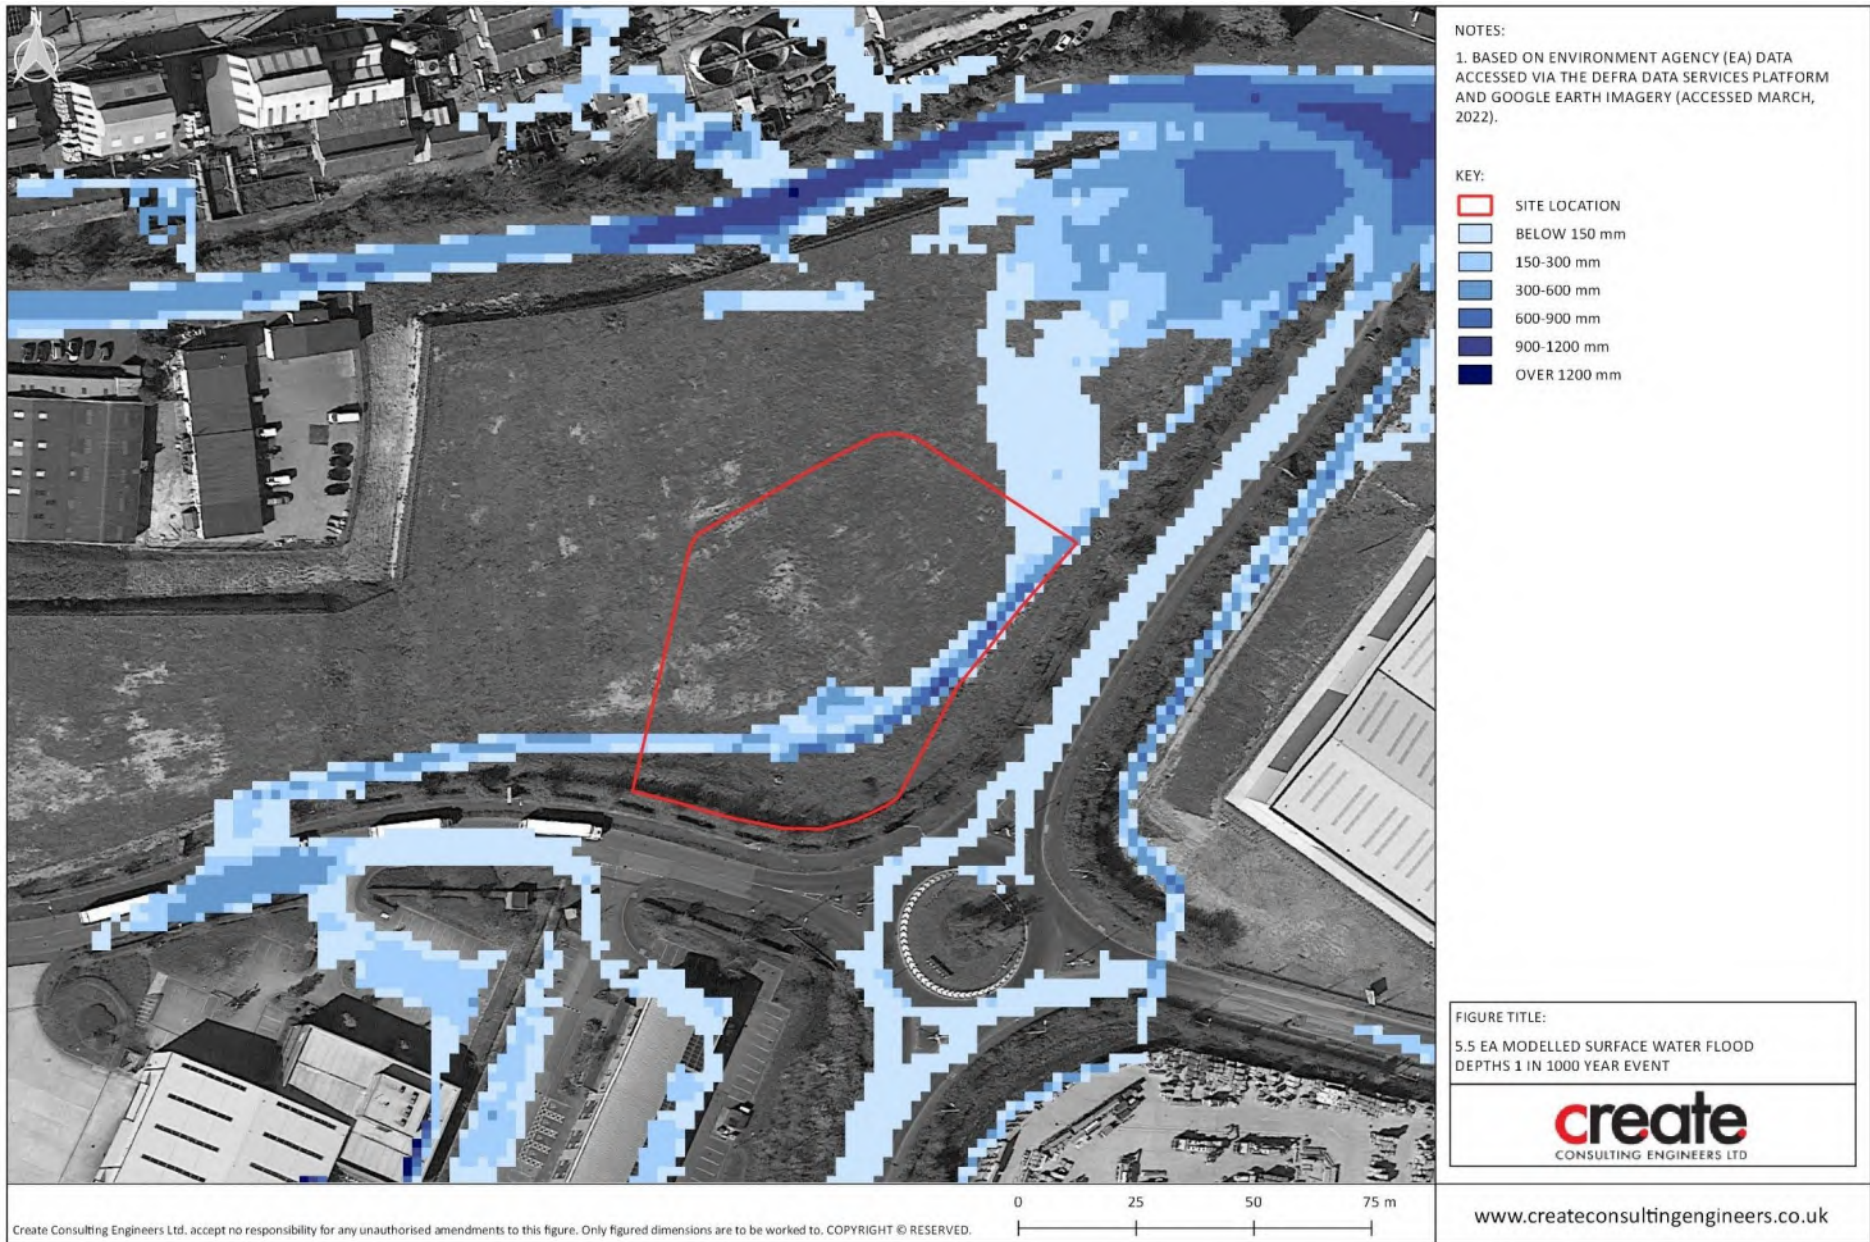 NOTES:
1. BASED ON ENVIRONMENT AGENCY (EA) DATA
ACCESSED VIA THE DEFRA DATA SERVICES PLATFORM
AND GOOGLE EARTH IMAGERY (ACCESSED MARCH,
2022).
KEY:
SITE LOCATION
BELOW 150 mm
150-300 mm
300-600 mm
600-900 mm
900-1200 mm
OVER 1200 mm
FIGURE TITLE:
5.5 EA MODELLED SURFACE WATER FLOOD
DEPTHS 1 IN 1000 YEAR EVENT
create
CONSULTING ENGINEERS LTD
www.createconsultingengineers.co.uk
0 25 50 75 m
Create Consulting Engineers Ltd. accept no responsibility for any unauthorised amendments to this figure. Only figured dimensions are to be worked to. COPYRIGHT © RESERVED.